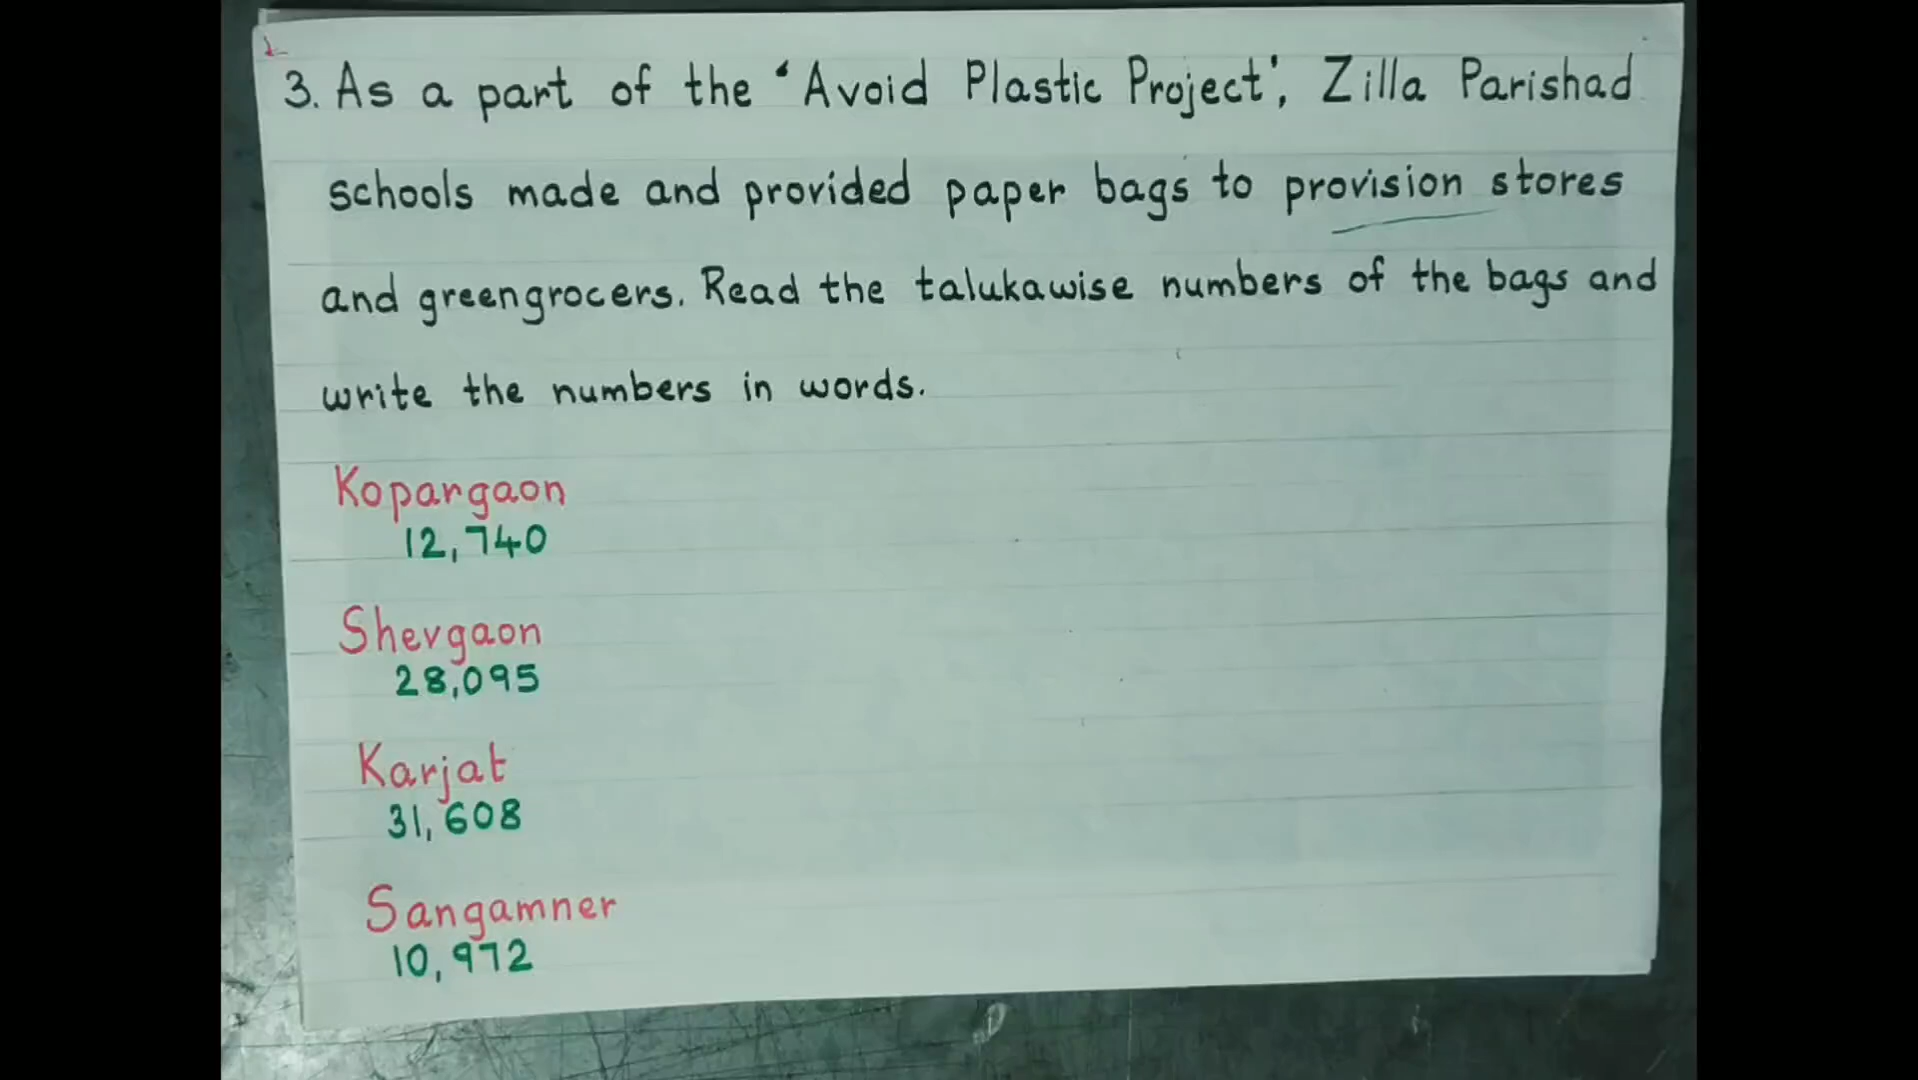 3. As a part of the 'Avoid Plastic Project', Zilla Parishad
schools made and provided paper bags to provision stores
and greengrocers. Read the talukawise numbers of the bags and
write the numbers in words.
Kopargaon
12,740
Shevgaon
28,095
Karjat
31,608
Sangamner
10,972